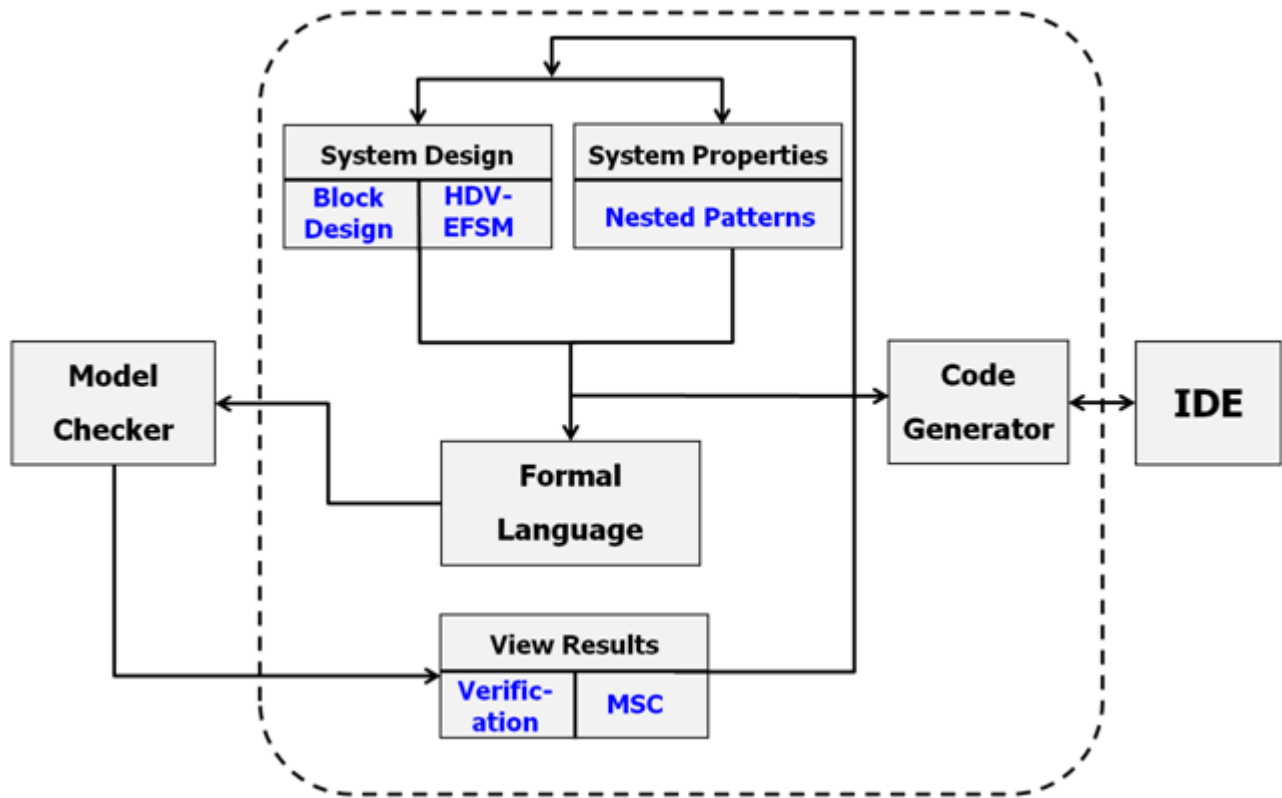 System Design
System Properties
Block
Design
HDV-
EFSM
Nested Patterns
Model
Checker
Code
Generator
IDE
Formal
Language
View Results
Verific-
ation
MSC